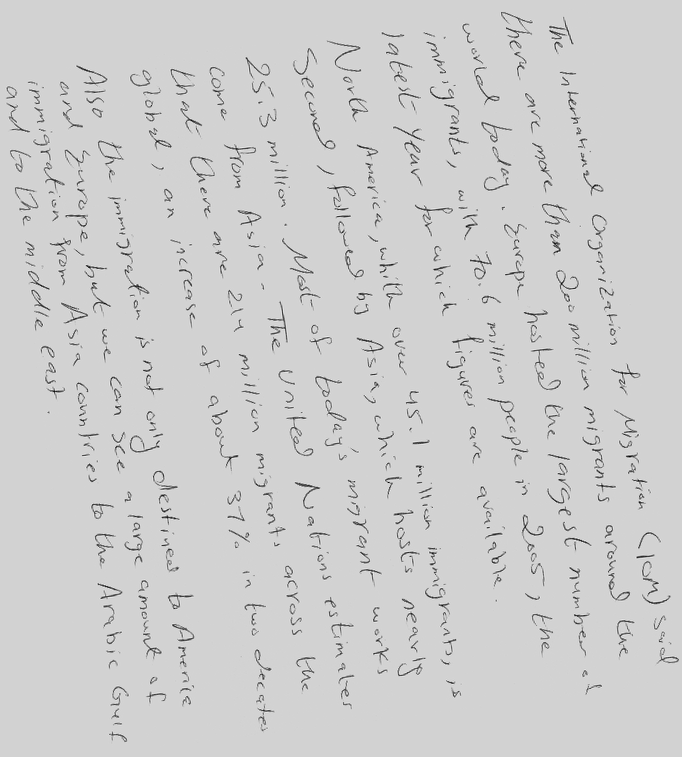 The International Organization for Migration (IOM) said
there are more than 200 million migrants around the
world today. Europe hosted the largest number of
immigrants, with 70.6 million people in 2005, the
latest year for which figures are available.
North America, whith over 45.1 million immigrants, is
Second, followed by Asia, which hosts nearly
25.3 million. Most of today's migrant works
come from Asia - The United Nations estimates
that there are 214 million migrants across the
global, an increase of about 37% in two decates
Also the immigration is not only destined to America
and Europe, but we can see a large amount of
immigration from Asia countries to the Arabic Gulf
and to the middle east.